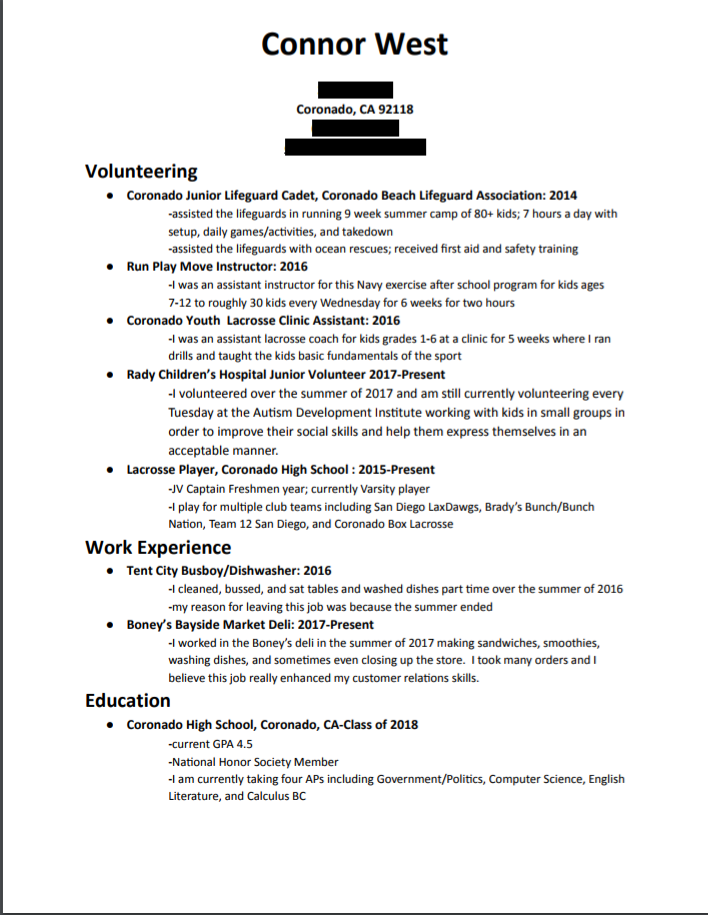 Connor West
Coronado, CA 92118
Volunteering
● Coronado Junior Lifeguard Cadet, Coronado Beach Lifeguard Association: 2014
-assisted the lifeguards in running 9 week summer camp of 80+ kids; 7 hours a day with
setup, daily games/activities, and takedown
-assisted the lifeguards with ocean rescues; received first aid and safety training
● Run Play Move Instructor: 2016
-I was an assistant instructor for this Navy exercise after school program for kids ages
7-12 to roughly 30 kids every Wednesday for 6 weeks for two hours
● Coronado Youth  Lacrosse Clinic Assistant: 2016
-I was an assistant lacrosse coach for kids grades 1-6 at a clinic for 5 weeks where I ran
drills and taught the kids basic fundamentals of the sport
● Rady Children's Hospital Junior Volunteer 2017-Present
-I volunteered over the summer of 2017 and am still currently volunteering every
Tuesday at the Autism Development Institute working with kids in small groups in
order to improve their social skills and help them express themselves in an
acceptable manner.
● Lacrosse Player, Coronado High School : 2015-Present
-JV Captain Freshmen year; currently Varsity player
-I play for multiple club teams including San Diego LaxDawgs, Brady's Bunch/Bunch
Nation, Team 12 San Diego, and Coronado Box Lacrosse
Work Experience
● Tent City Busboy/Dishwasher: 2016
-I cleaned, bussed, and sat tables and washed dishes part time over the summer of 2016
-my reason for leaving this job was because the summer ended
● Boney's Bayside Market Deli: 2017-Present
-I worked in the Boney's deli in the summer of 2017 making sandwiches, smoothies,
washing dishes, and sometimes even closing up the store.  I took many orders and I
believe this job really enhanced my customer relations skills.
Education
● Coronado High School, Coronado, CA-Class of 2018
-current GPA 4.5
-National Honor Society Member
-I am currently taking four APs including Government/Politics, Computer Science, English
Literature, and Calculus BC